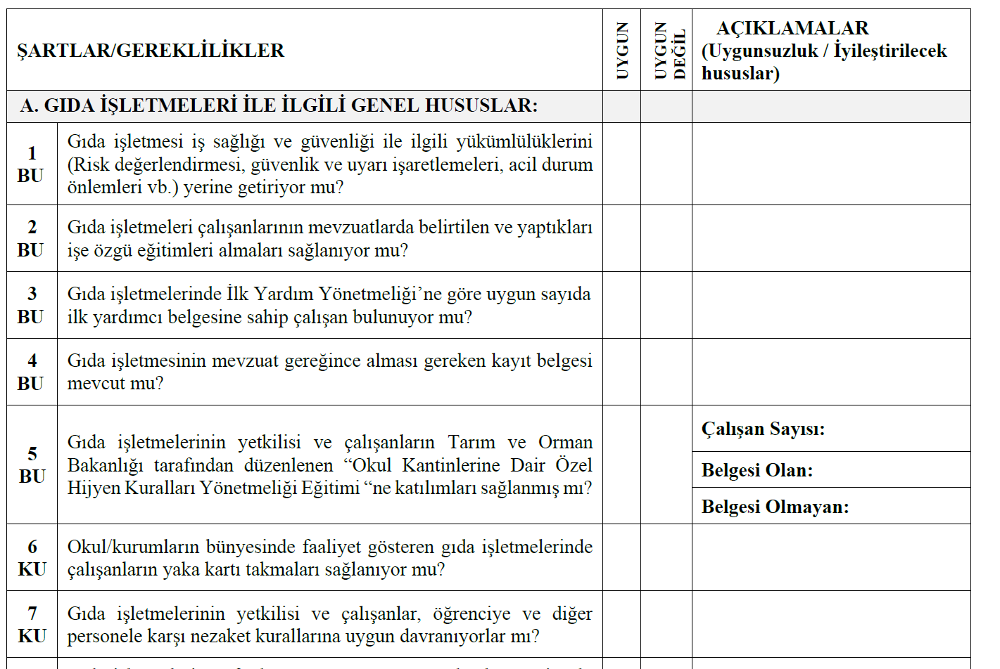 ŞARTLAR/GEREKLİLİKLER
UYGUN
UYGUN
DEĞİL
AÇIKLAMALAR
(Uygunsuzluk / İyileştirilecek
hususlar)
A. GIDA İŞLETMELERİ İLE İLGİLİ GENEL HUSUSLAR:
1
BU
Gıda işletmesi iş sağlığı ve güvenliği ile ilgili yükümlülüklerini
(Risk değerlendirmesi, güvenlik ve uyarı işaretlemeleri, acil durum
önlemleri vb.) yerine getiriyor mu?
2
BU
Gıda işletmeleri çalışanlarının mevzuatlarda belirtilen ve yaptıkları
işe özgü eğitimleri almaları sağlanıyor mu?
3
BU
Gıda işletmelerinde İlk Yardım Yönetmeliği’ne göre uygun sayıda
ilk yardımcı belgesine sahip çalışan bulunuyor mu?
4
BU
Gıda işletmesinin mevzuat gereğince alması gereken kayıt belgesi
mevcut mu?
5
BU
Gıda işletmelerinin yetkilisi ve çalışanların Tarım ve Orman
Bakanlığı tarafından düzenlenen “Okul Kantinlerine Dair Özel
Hijyen Kuralları Yönetmeliği Eğitimi “ne katılımları sağlanmış mı?
Çalışan Sayısı:
Belgesi Olan:
Belgesi Olmayan:
6
KU
Okul/kurumların bünyesinde faaliyet gösteren gıda işletmelerinde
çalışanların yaka kartı takmaları sağlanıyor mu?
7
KU
Gıda işletmelerinin yetkilisi ve çalışanlar, öğrenciye ve diğer
personele karşı nezaket kurallarına uygun davranıyorlar mı?